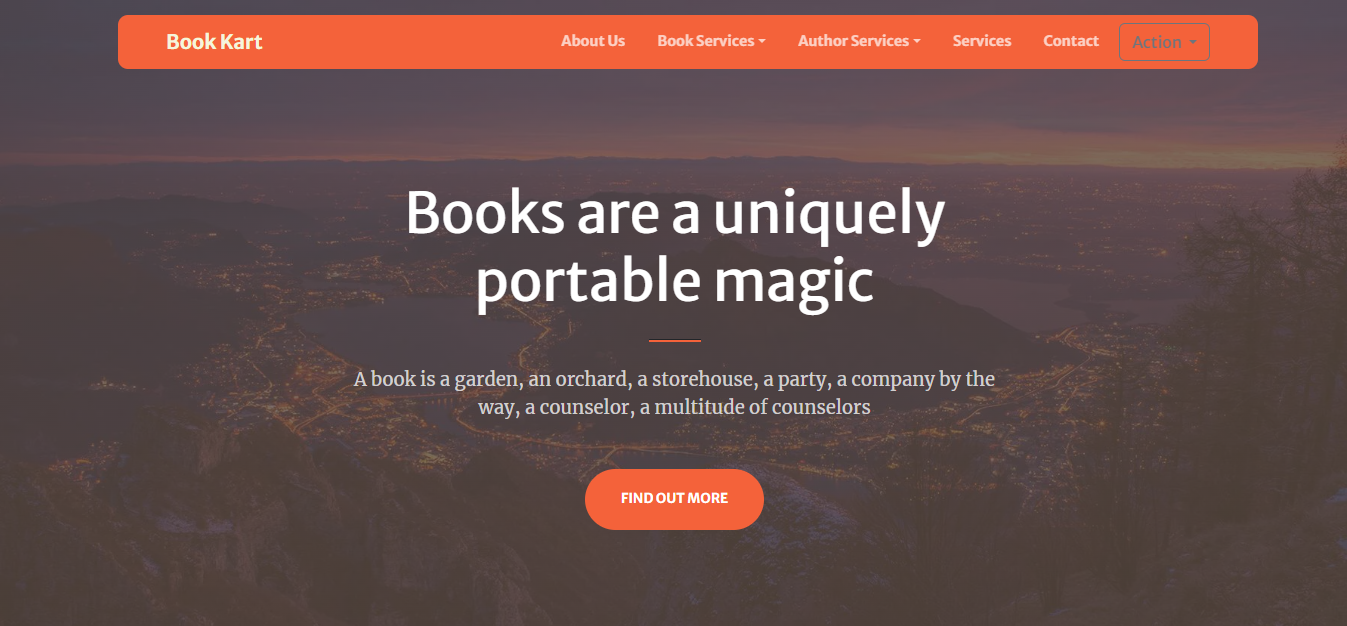 Book Kart
About Us
Book Services
Author Services
Services
Contact
Action
Books are a uniquely
portable magic
A book is a garden, an orchard, a storehouse, a party, a company by the
way, a counselor, a multitude of counselors
FIND OUT MORE